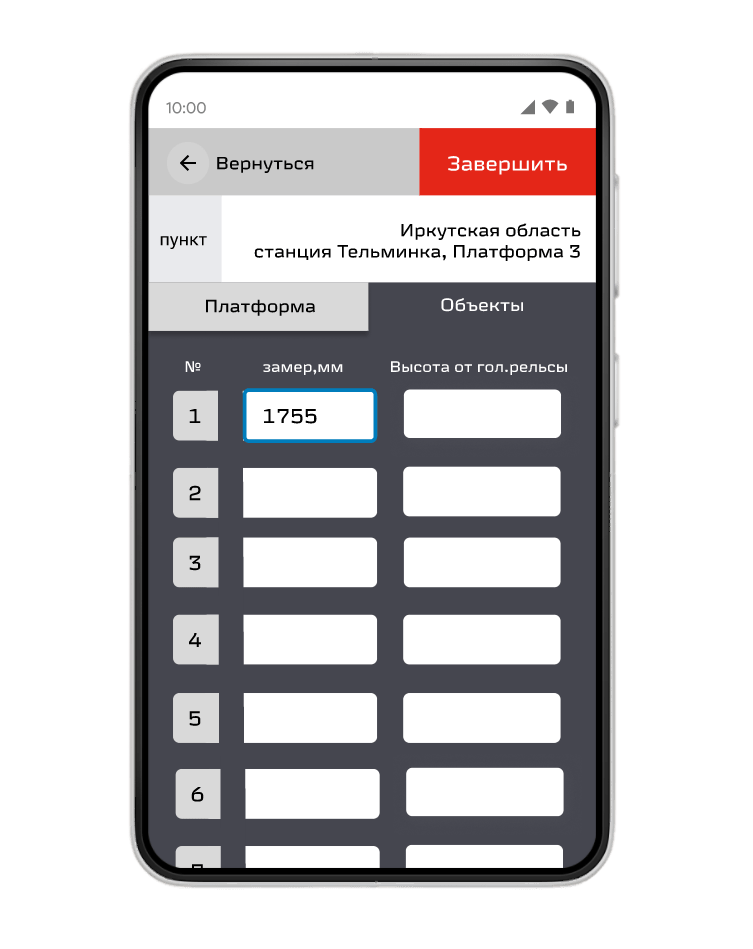 10:00
Вернуться
Завершить
пункт
Иркутская область
станция Тельминка, Платформа 3
Платформа
Объекты
№ замер,мм Высота от гол.рельсы
1 1755
2
3
4
5
6